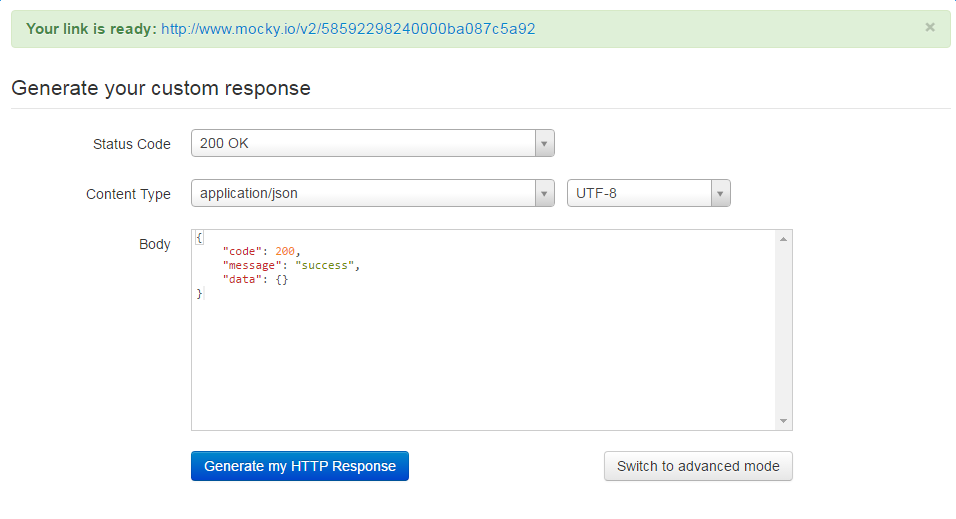 Your link is ready: http://www.mocky.io/v2/58592298240000ba087c5a92 ×
Generate your custom response
Status Code 200 OK
Content Type application/json UTF-8
Body {
"code": 200,
"message": "success",
"data": {}
}
Generate my HTTP Response Switch to advanced mode